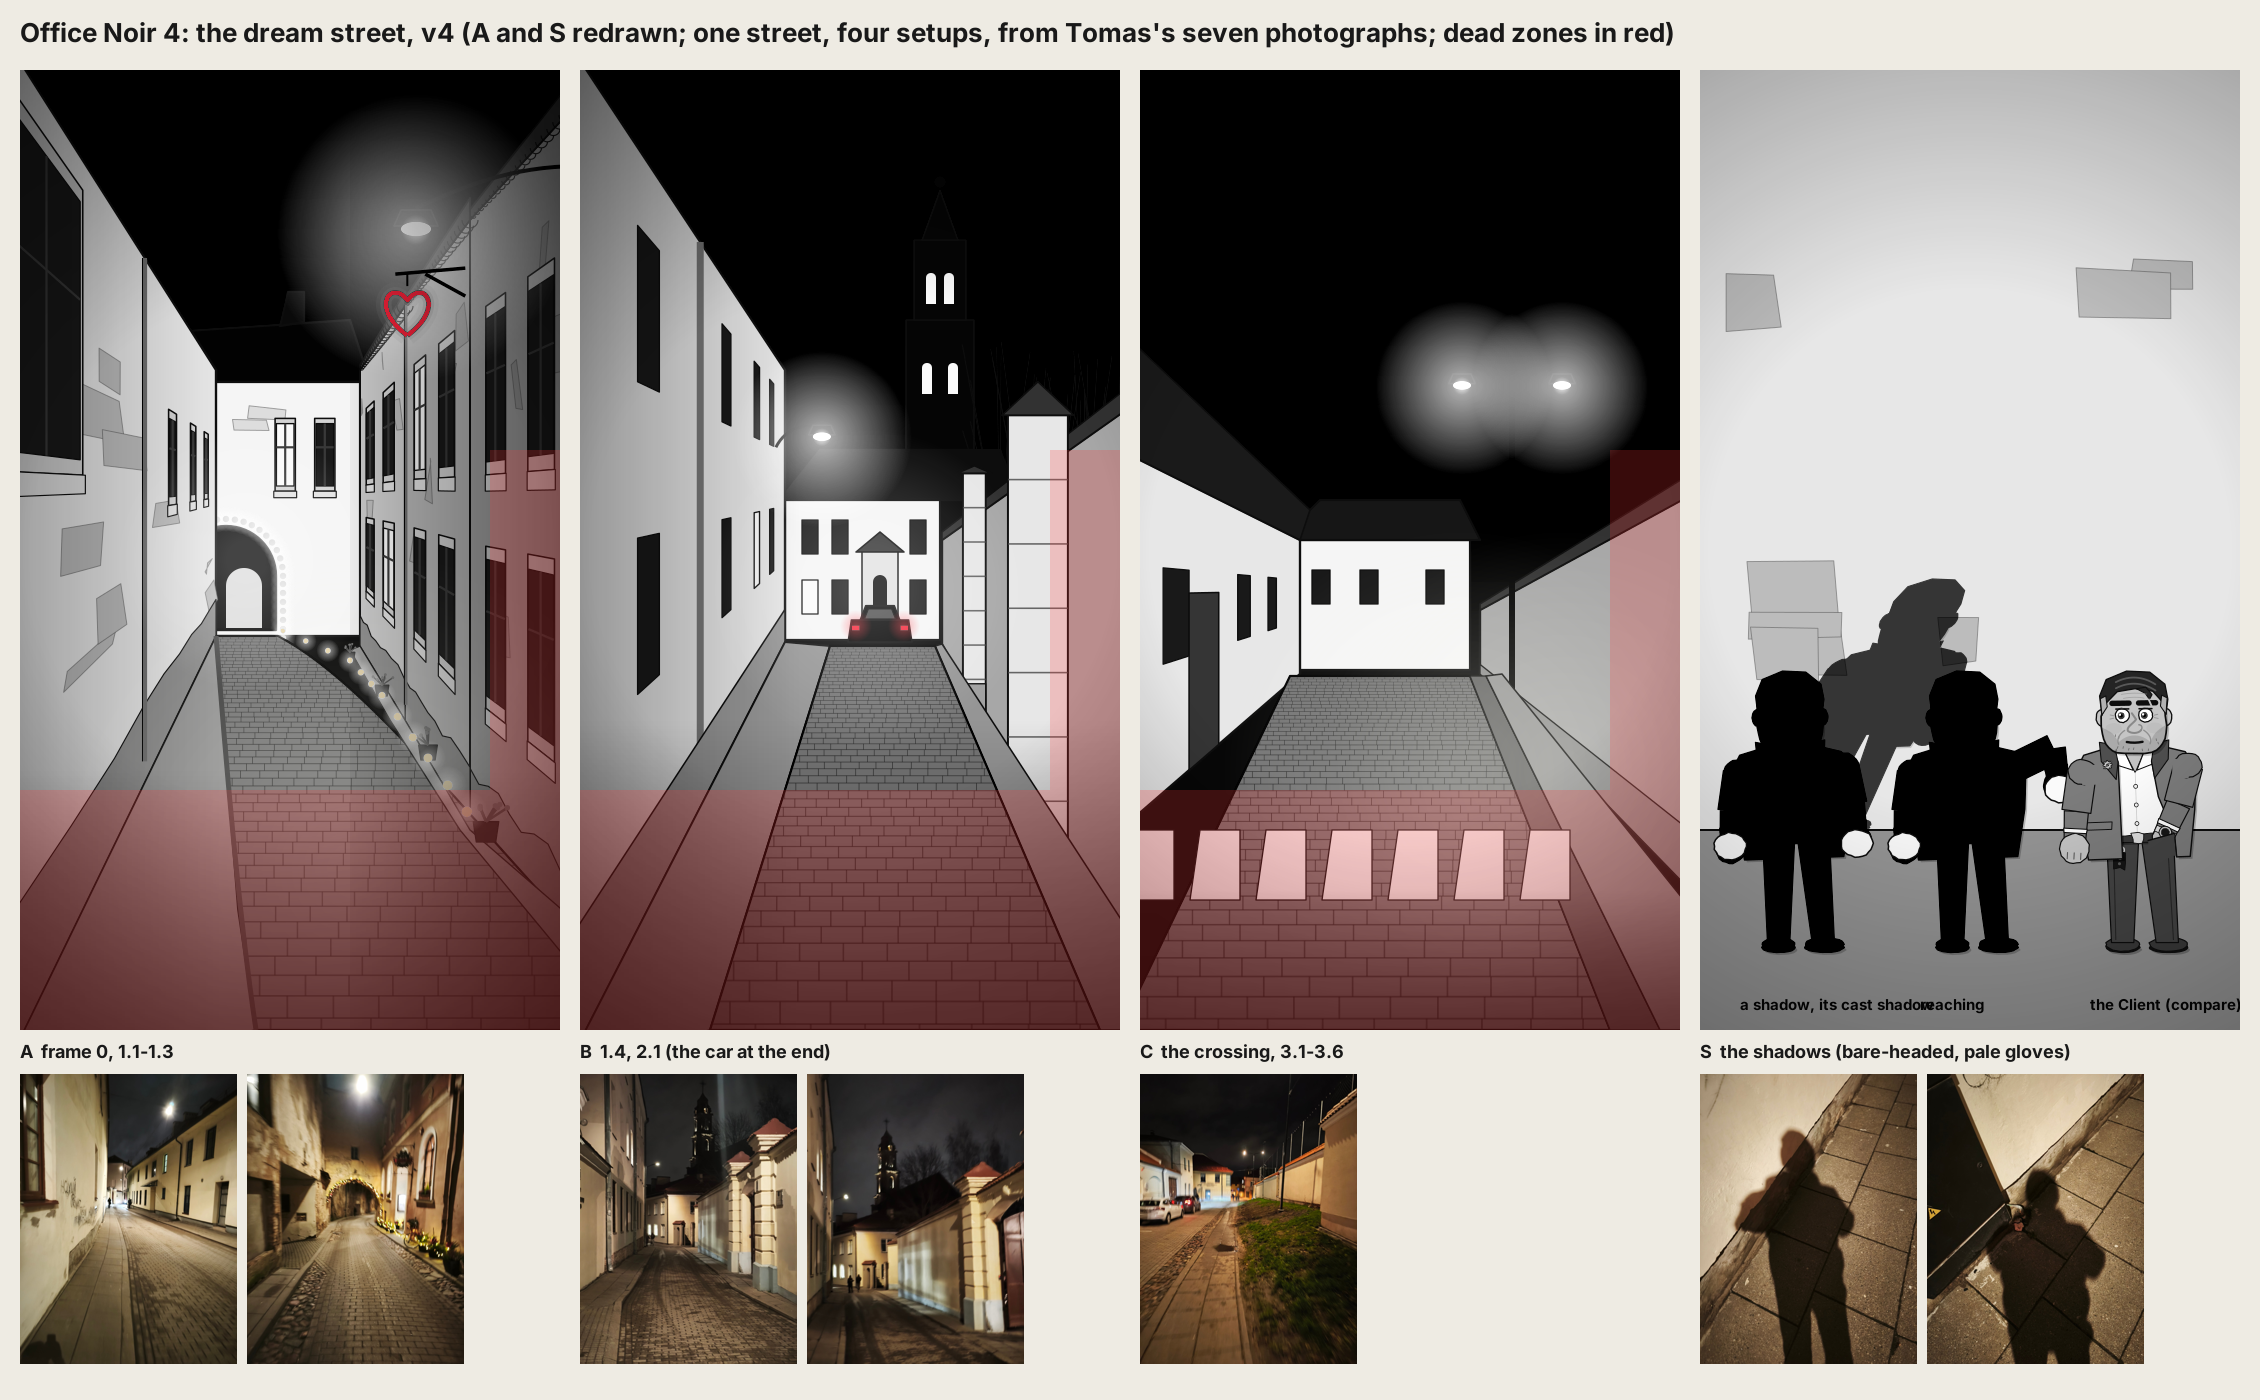 Office Noir 4: the dream street, v4 (A and S redrawn; one street, four setups, from Tomas's seven photographs; dead zones in red)
a shadow, its cast shadow
reaching
the Client (compare)
A frame 0, 1.1-1.3
B 1.4, 2.1 (the car at the end)
C the crossing, 3.1-3.6
S the shadows (bare-headed, pale gloves)